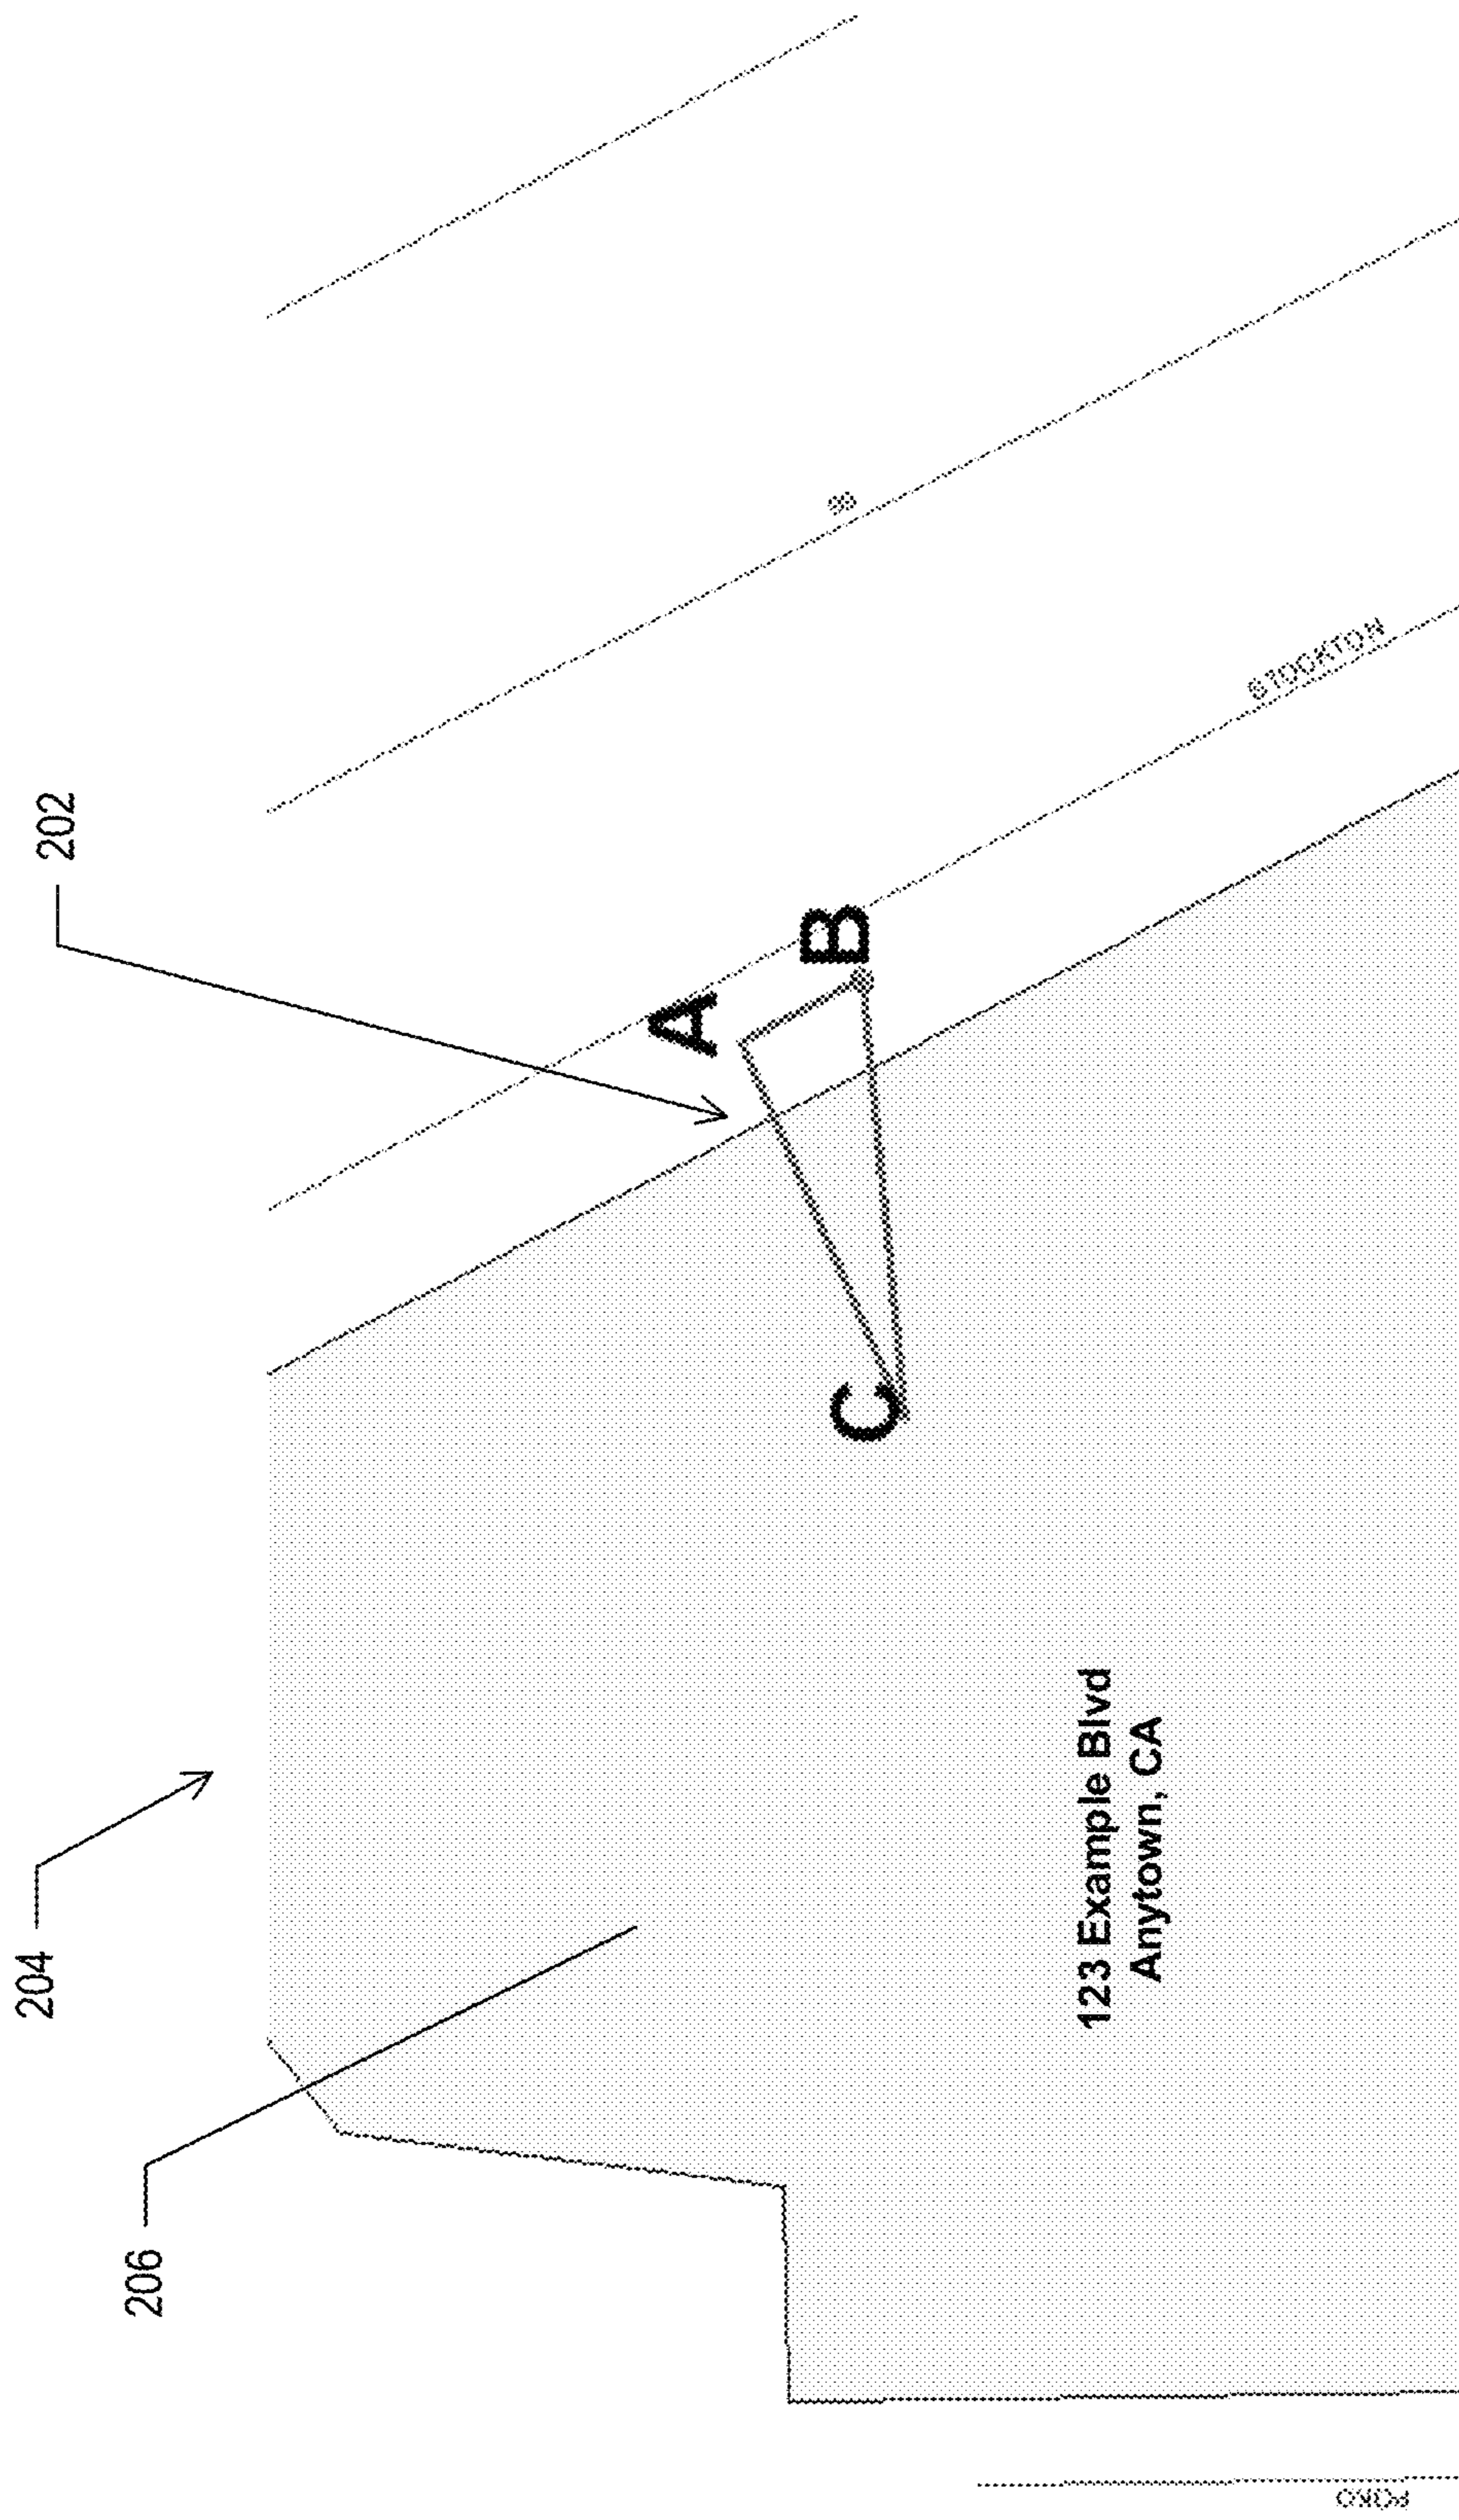 204
202
206
A
B
C
STOCKTON
123 Example Blvd
Anytown, CA